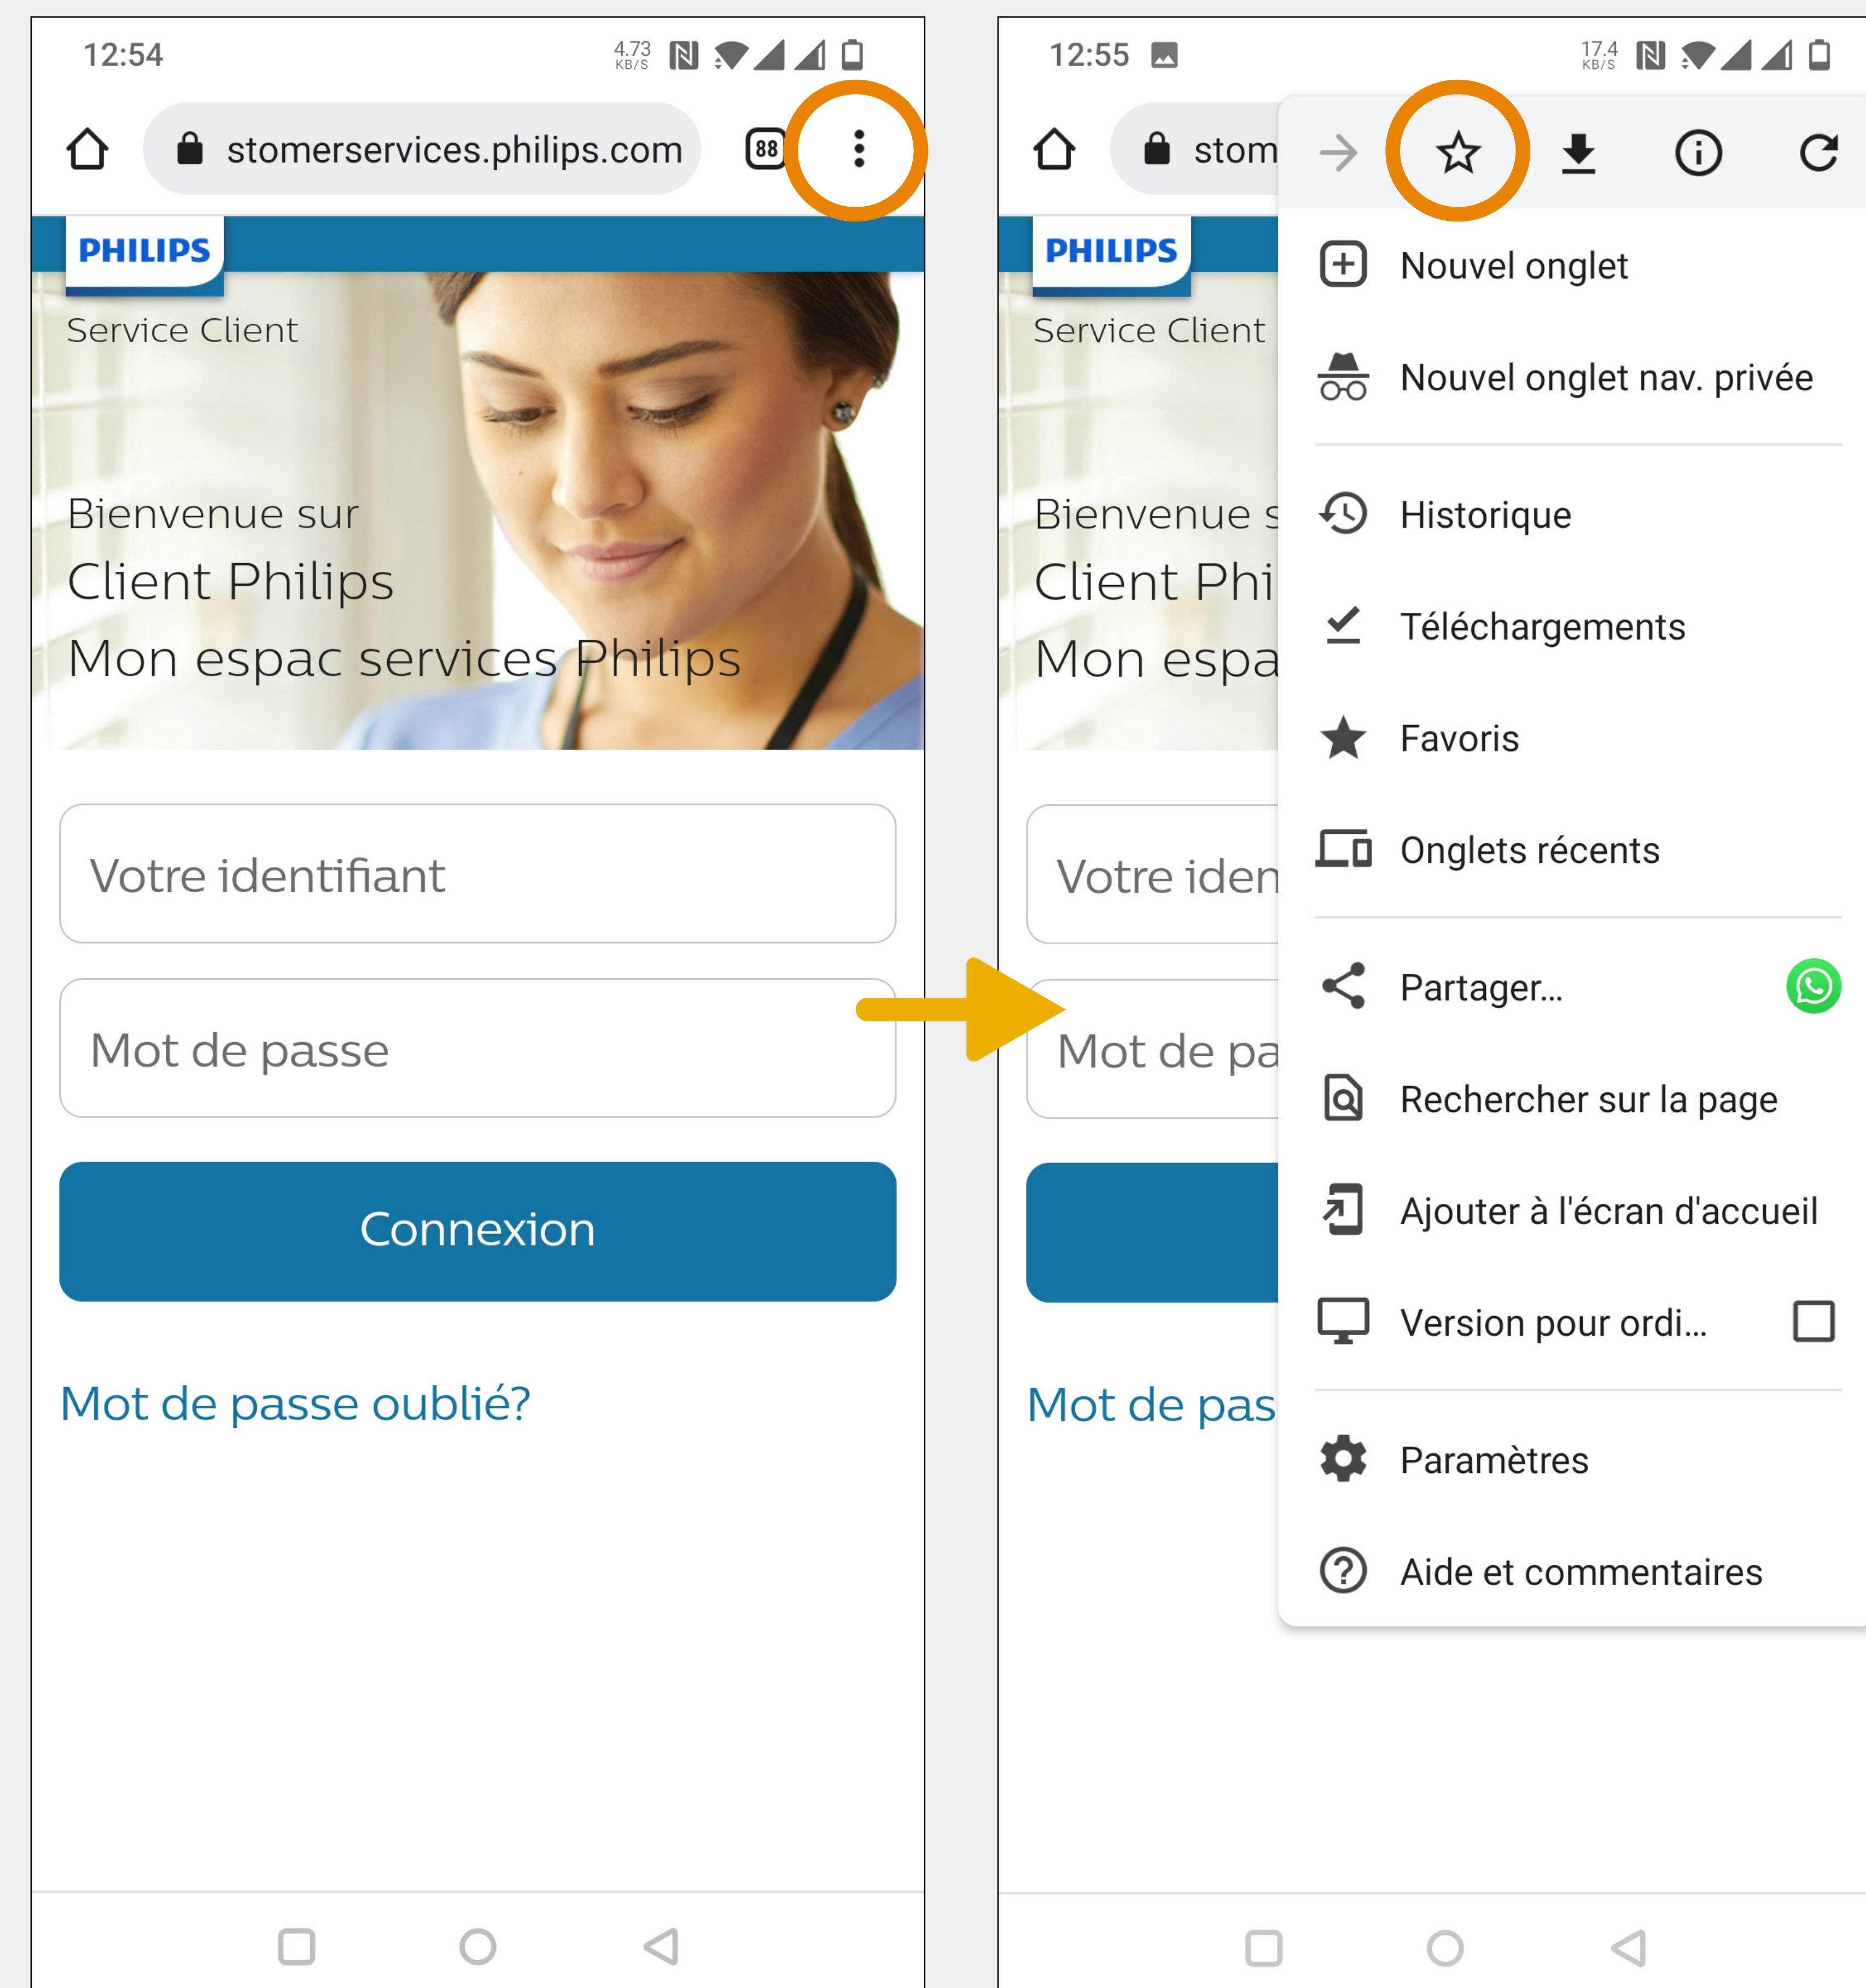 12:54
4.73
KB/S
stomerservices.philips.com
88
PHILIPS
Service Client
Bienvenue sur
Client Philips
Mon espac services Philips
Votre identifiant
Mot de passe
Connexion
Mot de passe oublié?
12:55
17.4
KB/S
stom
PHILIPS
Service Client
Bienvenue s
Client Phi
Mon espa
Votre iden
Mot de pa
Mot de pas
Nouvel onglet
Nouvel onglet nav. privée
Historique
Téléchargements
Favoris
Onglets récents
Partager...
Rechercher sur la page
Ajouter à l'écran d'accueil
Version pour ordi...
Paramètres
Aide et commentaires